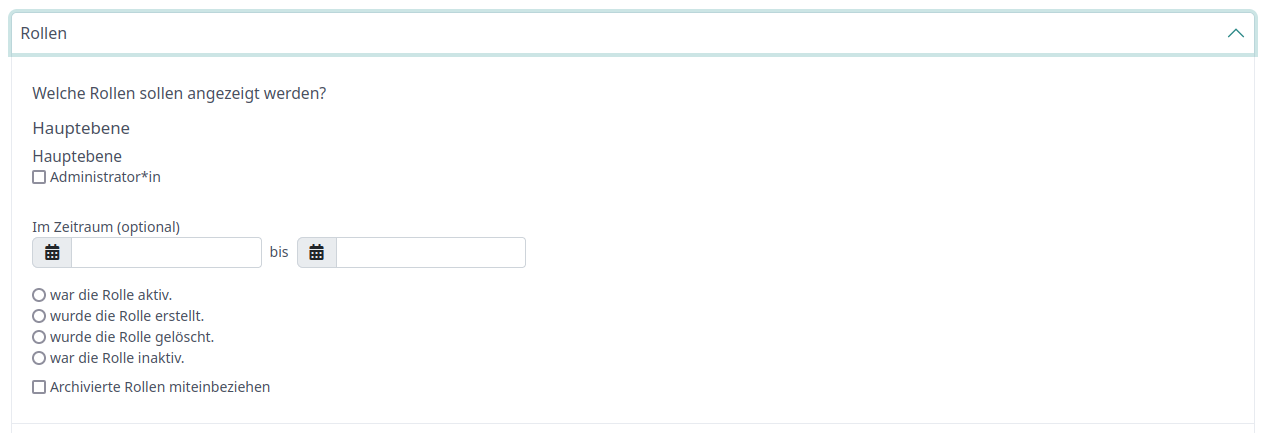 Rollen
Welche Rollen sollen angezeigt werden?
Hauptebene
Hauptebene
Administrator*in
Im Zeitraum (optional)
bis
war die Rolle aktiv.
wurde die Rolle erstellt.
wurde die Rolle gelöscht.
war die Rolle inaktiv.
Archivierte Rollen miteinbeziehen